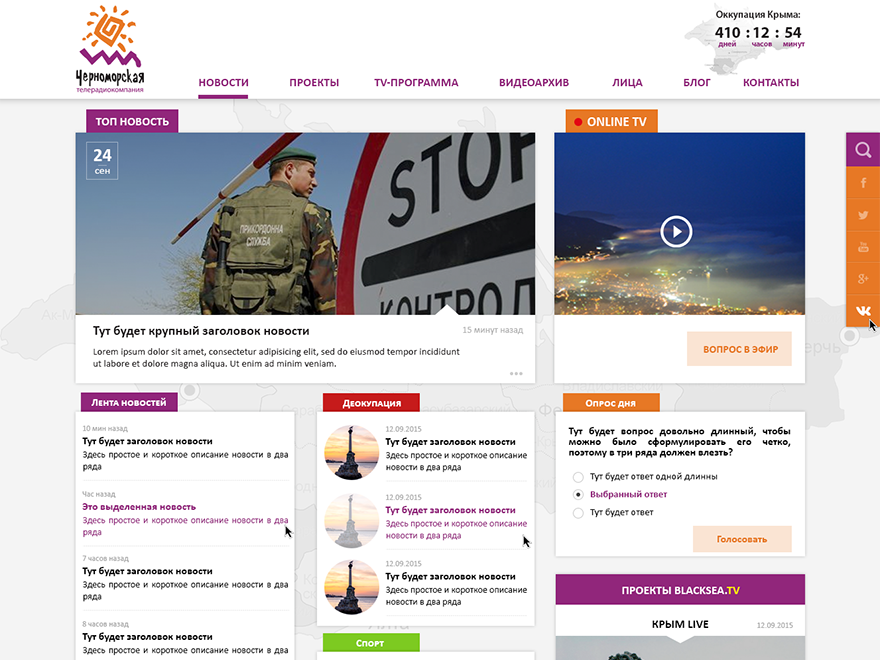 Черноморская
телерадиокомпания
Оккупация Крыма:
410 : 12 : 54
дней часов минут
НОВОСТИ ПРОЕКТЫ TV-ПРОГРАММА ВИДЕОАРХИВ ЛИЦА БЛОГ КОНТАКТЫ
ТОП НОВОСТЬ
24
сен
ПРИКОРДОННА
СЛУЖБА
STOP
КОНТРОЛ
Тут будет крупный заголовок новости
15 минут назад
Lorem ipsum dolor sit amet, consectetur adipisicing elit, sed do eiusmod tempor incididunt
ut labore et dolore magna aliqua. Ut enim ad minim veniam.
ONLINE TV
ВОПРОС В ЭФИР
ЛЕНТА НОВОСТЕЙ
10 мин назад
Тут будет заголовок новости
Здесь простое и короткое описание новости в два
ряда
Час назад
Это выделенная новость
Здесь простое и короткое описание новости в два
ряда
7 часов назад
Тут будет заголовок новости
Здесь простое и короткое описание новости в два
ряда
8 часов назад
Тут будет заголовок новости
Здесь простое и короткое описание новости в два
ДЕОКУПАЦИЯ
12.09.2015
Тут будет заголовок новости
Здесь простое и короткое описание
новости в два ряда
12.09.2015
Тут будет заголовок новости
Здесь простое и короткое описание
новости в два ряда
12.09.2015
Тут будет заголовок новости
Здесь простое и короткое описание
новости в два ряда
СПОРТ
ОПРОС ДНЯ
Тут будет вопрос довольно длинный, чтобы
можно было сформулировать его четко,
поэтому в три ряда должен влезть?
Тут будет ответ одной длинны
Выбранный ответ
Тут будет ответ
Голосовать
ПРОЕКТЫ BLACKSEA.TV
КРЫМ LIVE
12.09.2015